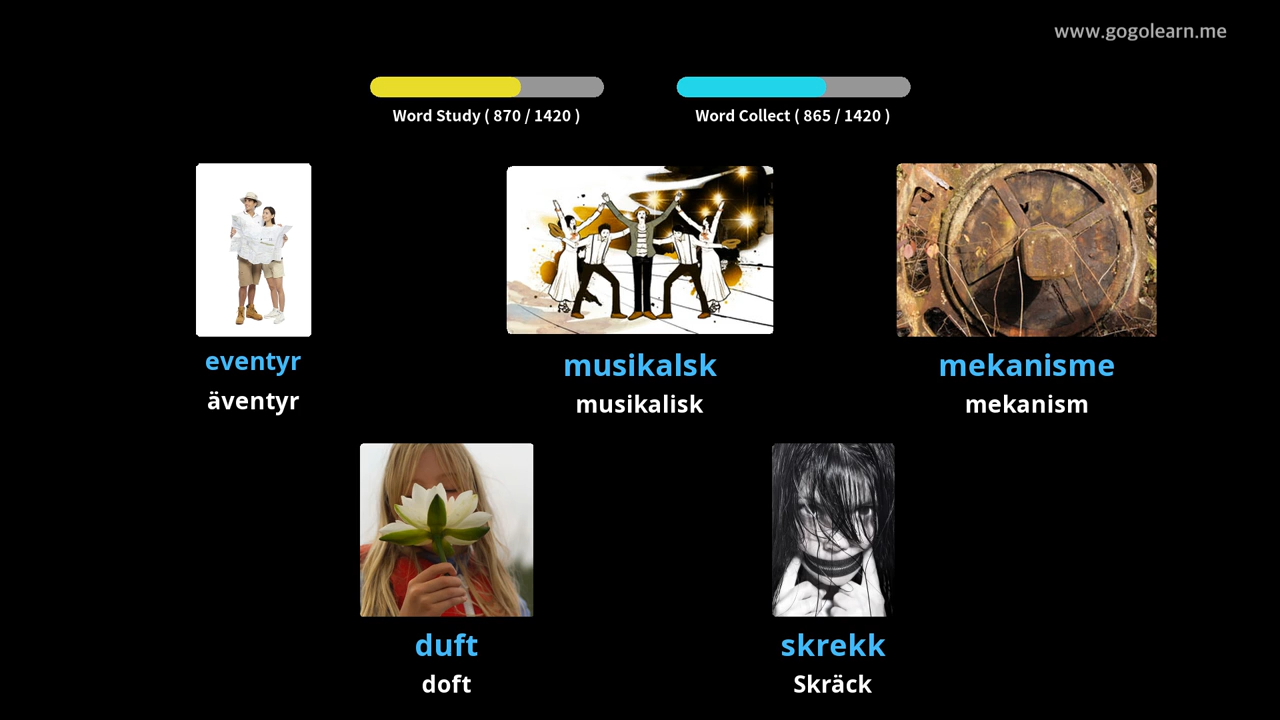 www.gogolearn.me
Word Study ( 870 / 1420 )
Word Collect ( 865 / 1420 )
eventyr
äventyr
musikalsk
musikalisk
mekanisme
mekanism
duft
doft
skrekk
Skräck